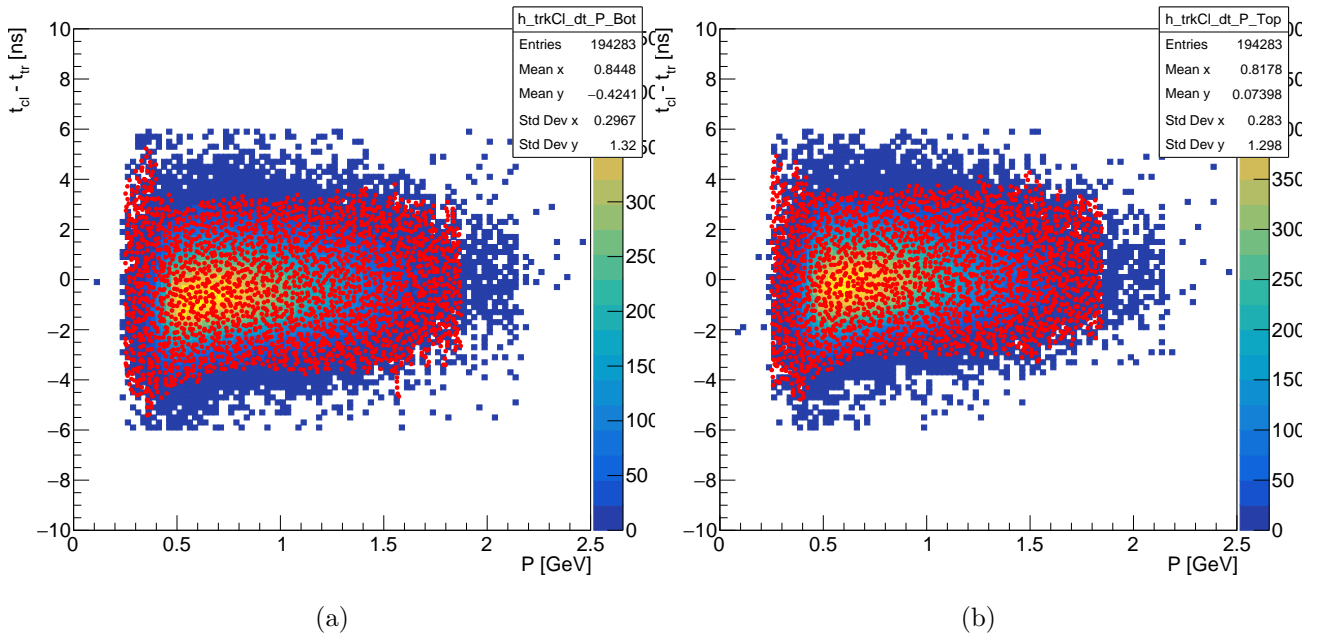 h_trkCl_dt_P_Bot
Entries 194283
Mean x 0.8448
Mean y −0.4241
Std Dev x 0.2967
Std Dev y 1.32
t_cl - t_tr [ns]
10
8
6
4
2
0
−2
−4
−6
−8
−10
0 0.5 1 1.5 2 2.5
P [GeV]
300
250
200
150
100
50
0
(a)
h_trkCl_dt_P_Top
Entries 194283
Mean x 0.8178
Mean y 0.07398
Std Dev x 0.283
Std Dev y 1.298
t_cl - t_tr [ns]
10
8
6
4
2
0
−2
−4
−6
−8
−10
0 0.5 1 1.5 2 2.5
P [GeV]
350
300
250
200
150
100
50
0
(b)